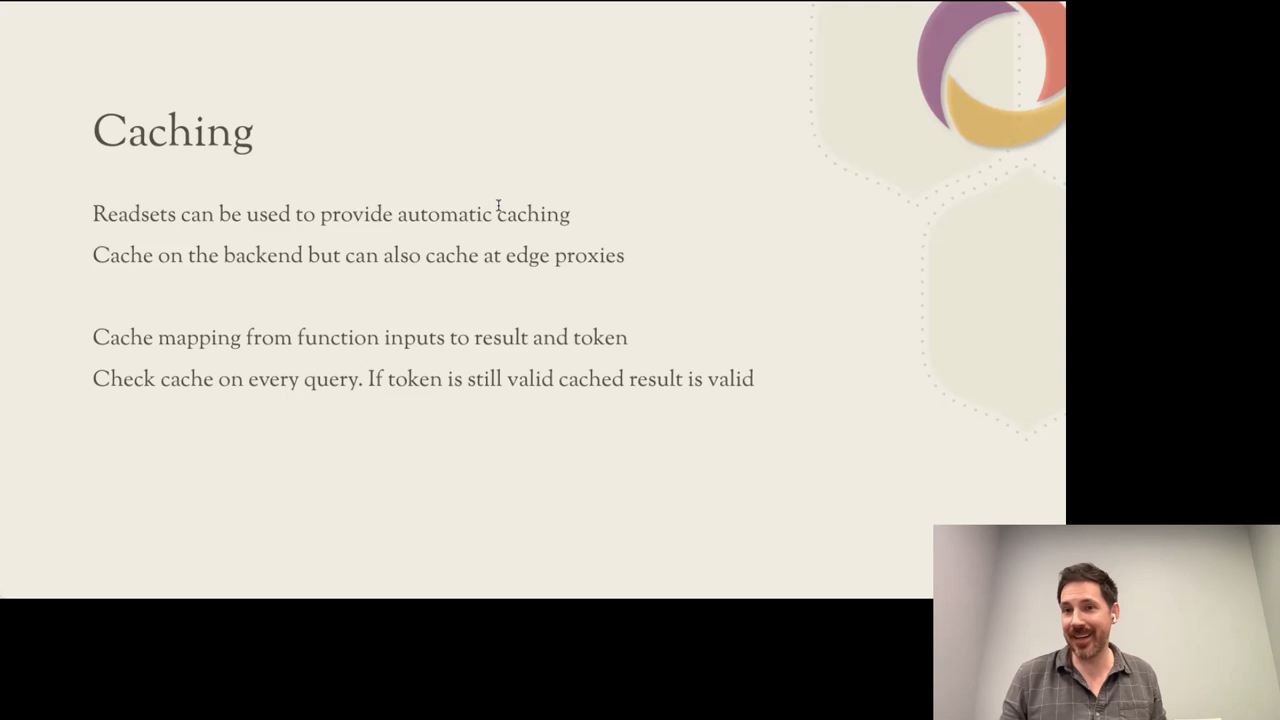 Caching
Readsets can be used to provide automatic caching
Cache on the backend but can also cache at edge proxies
Cache mapping from function inputs to result and token
Check cache on every query. If token is still valid cached result is valid